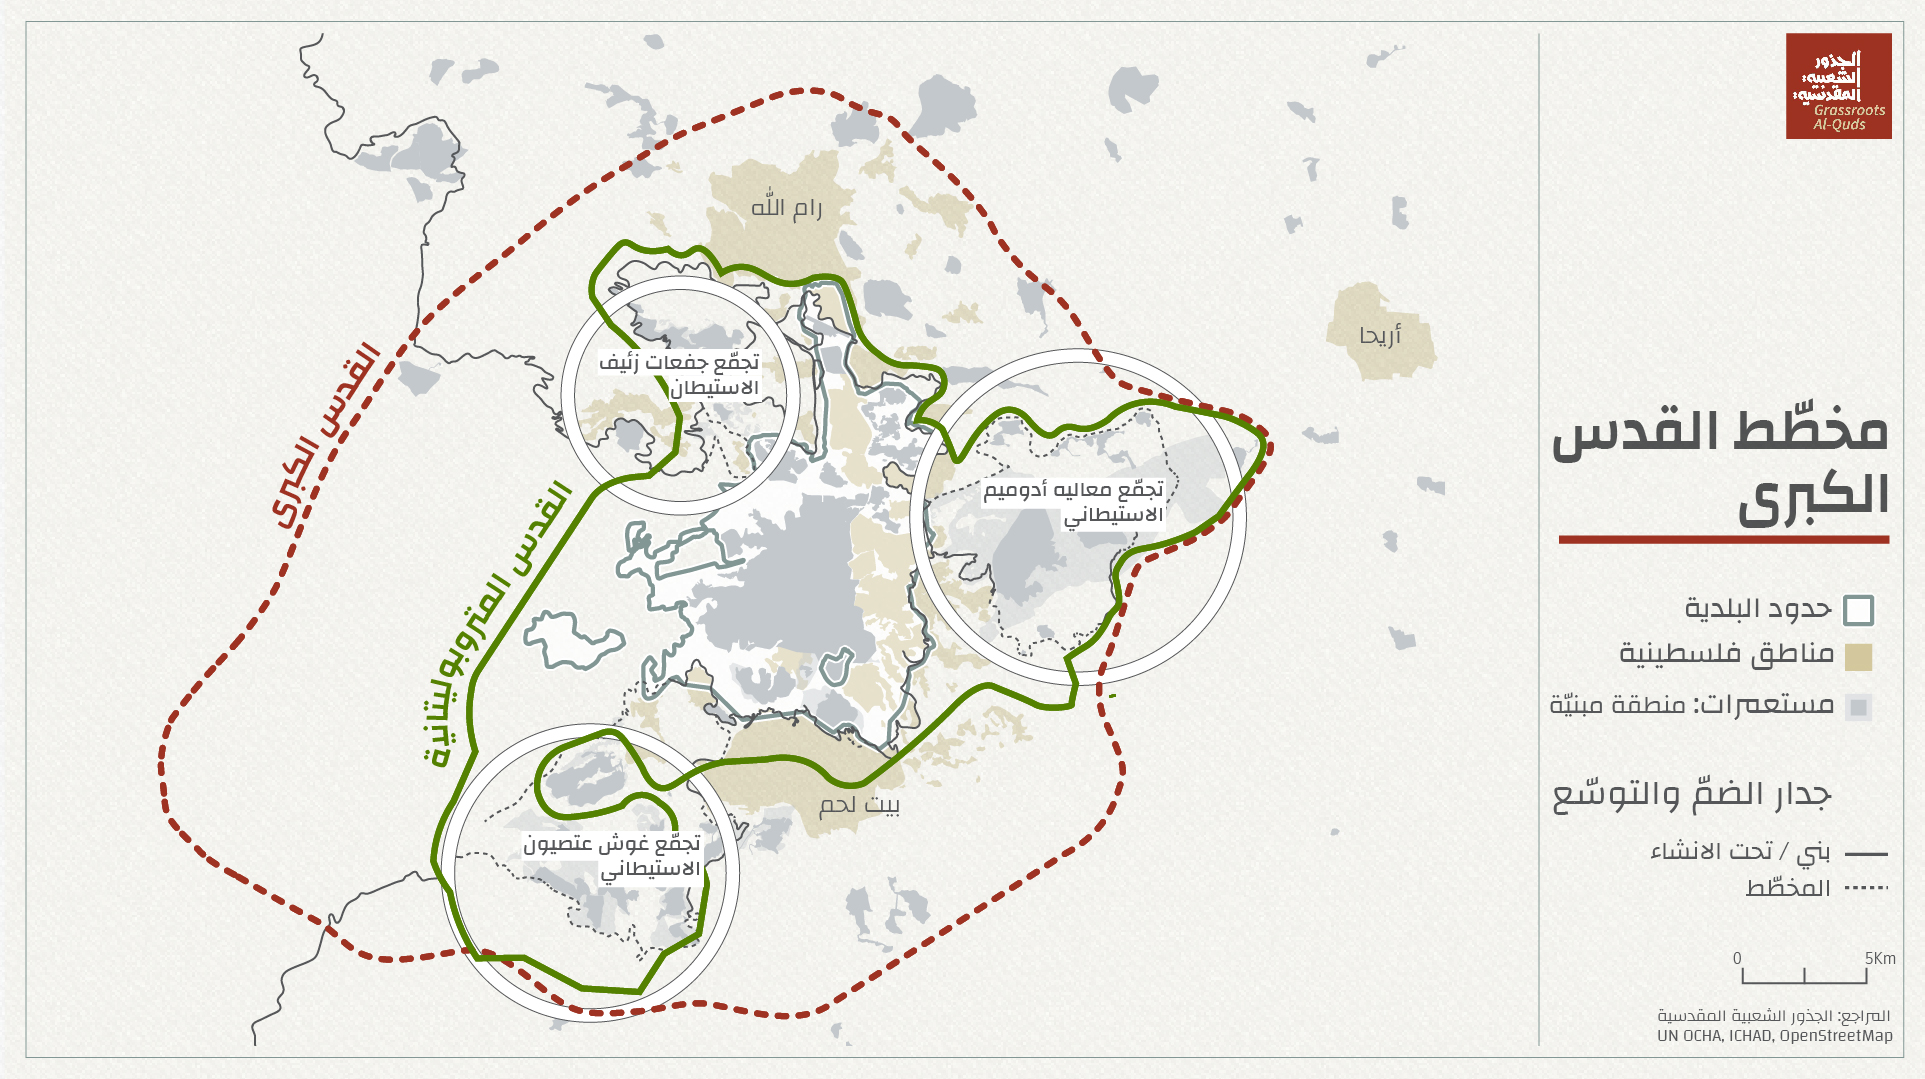 الجذور
الشعبية
المقدسية
Grassroots
Al-Quds
مخطّط القدس
الكبرى
حدود البلدية
مناطق فلسطينية
مستعمرات: منطقة مبنيّة
جدار الضمّ والتوسّع
بني / تحت الانشاء
المخطّط
0 5Km
المراجع: الجذور الشعبية المقدسية
UN OCHA, ICHAD, OpenStreetMap
رام الله
أريحا
القدس الكبرى
تجمّع جفعات زئيف
الاستيطان
تجمّع معاليه أدوميم
الاستيطاني
القدس المتروبوليتانية
بيت لحم
تجمّع غوش عتصيون
الاستيطاني